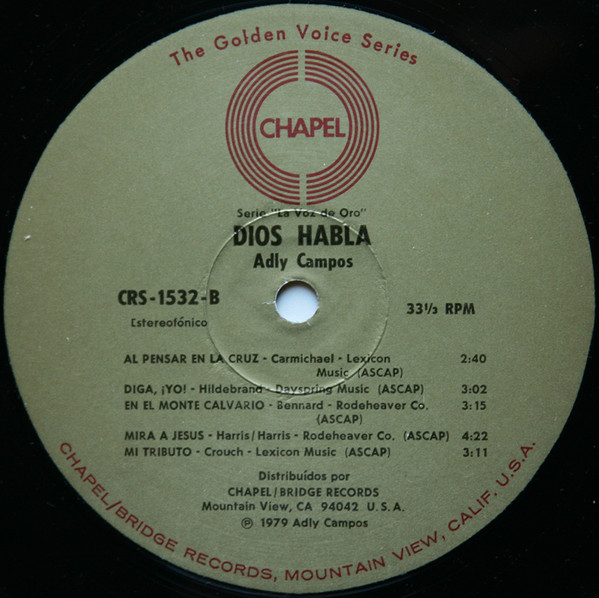 The Golden Voice Series
CHAPEL
Serie "La Voz de Oro"
DIOS HABLA
Adly Campos
CRS-1532-B
33⅓ RPM
Estereofónico
AL PENSAR EN LA CRUZ - Carmichael - Lexicon 2:40
Music (ASCAP)
DIGA, ¡YO! - Hildebrand - Dayspring Music (ASCAP) 3:02
EN EL MONTE CALVARIO - Bennard - Rodeheaver Co. 3:15
(ASCAP)
MIRA A JESUS - Harris/Harris - Rodeheaver Co. (ASCAP) 4:22
MI TRIBUTO - Crouch - Lexicon Music (ASCAP) 3:11
Distribuídos por
CHAPEL/BRIDGE RECORDS
Mountain View, CA 94042 U.S.A.
℗ 1979 Adly Campos
CHAPEL/BRIDGE RECORDS, MOUNTAIN VIEW, CALIF. U.S.A.